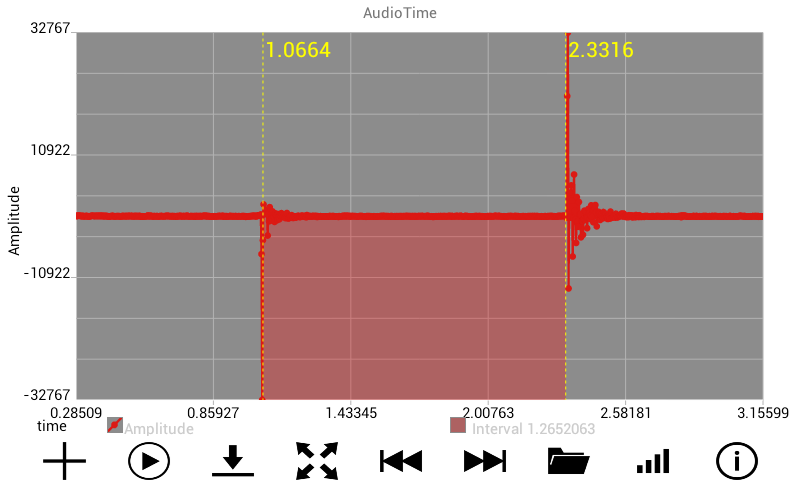 AudioTime
32767
1.0664
2.3316
10922
Amplitude
-10922
-32767
0.28509
0.85927
1.43345
2.00763
2.58181
3.15599
time
Amplitude
Interval 1.2652063